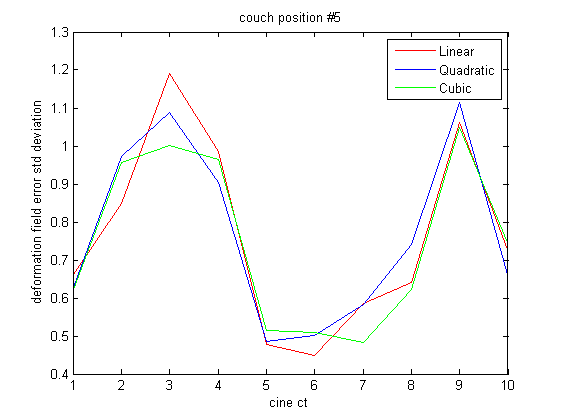 couch position #5
1.3
1.2
1.1
1
0.9
0.8
0.7
0.6
0.5
0.4
deformation field error std deviation
Linear
Quadratic
Cubic
1 2 3 4 5 6 7 8 9 10
cine ct